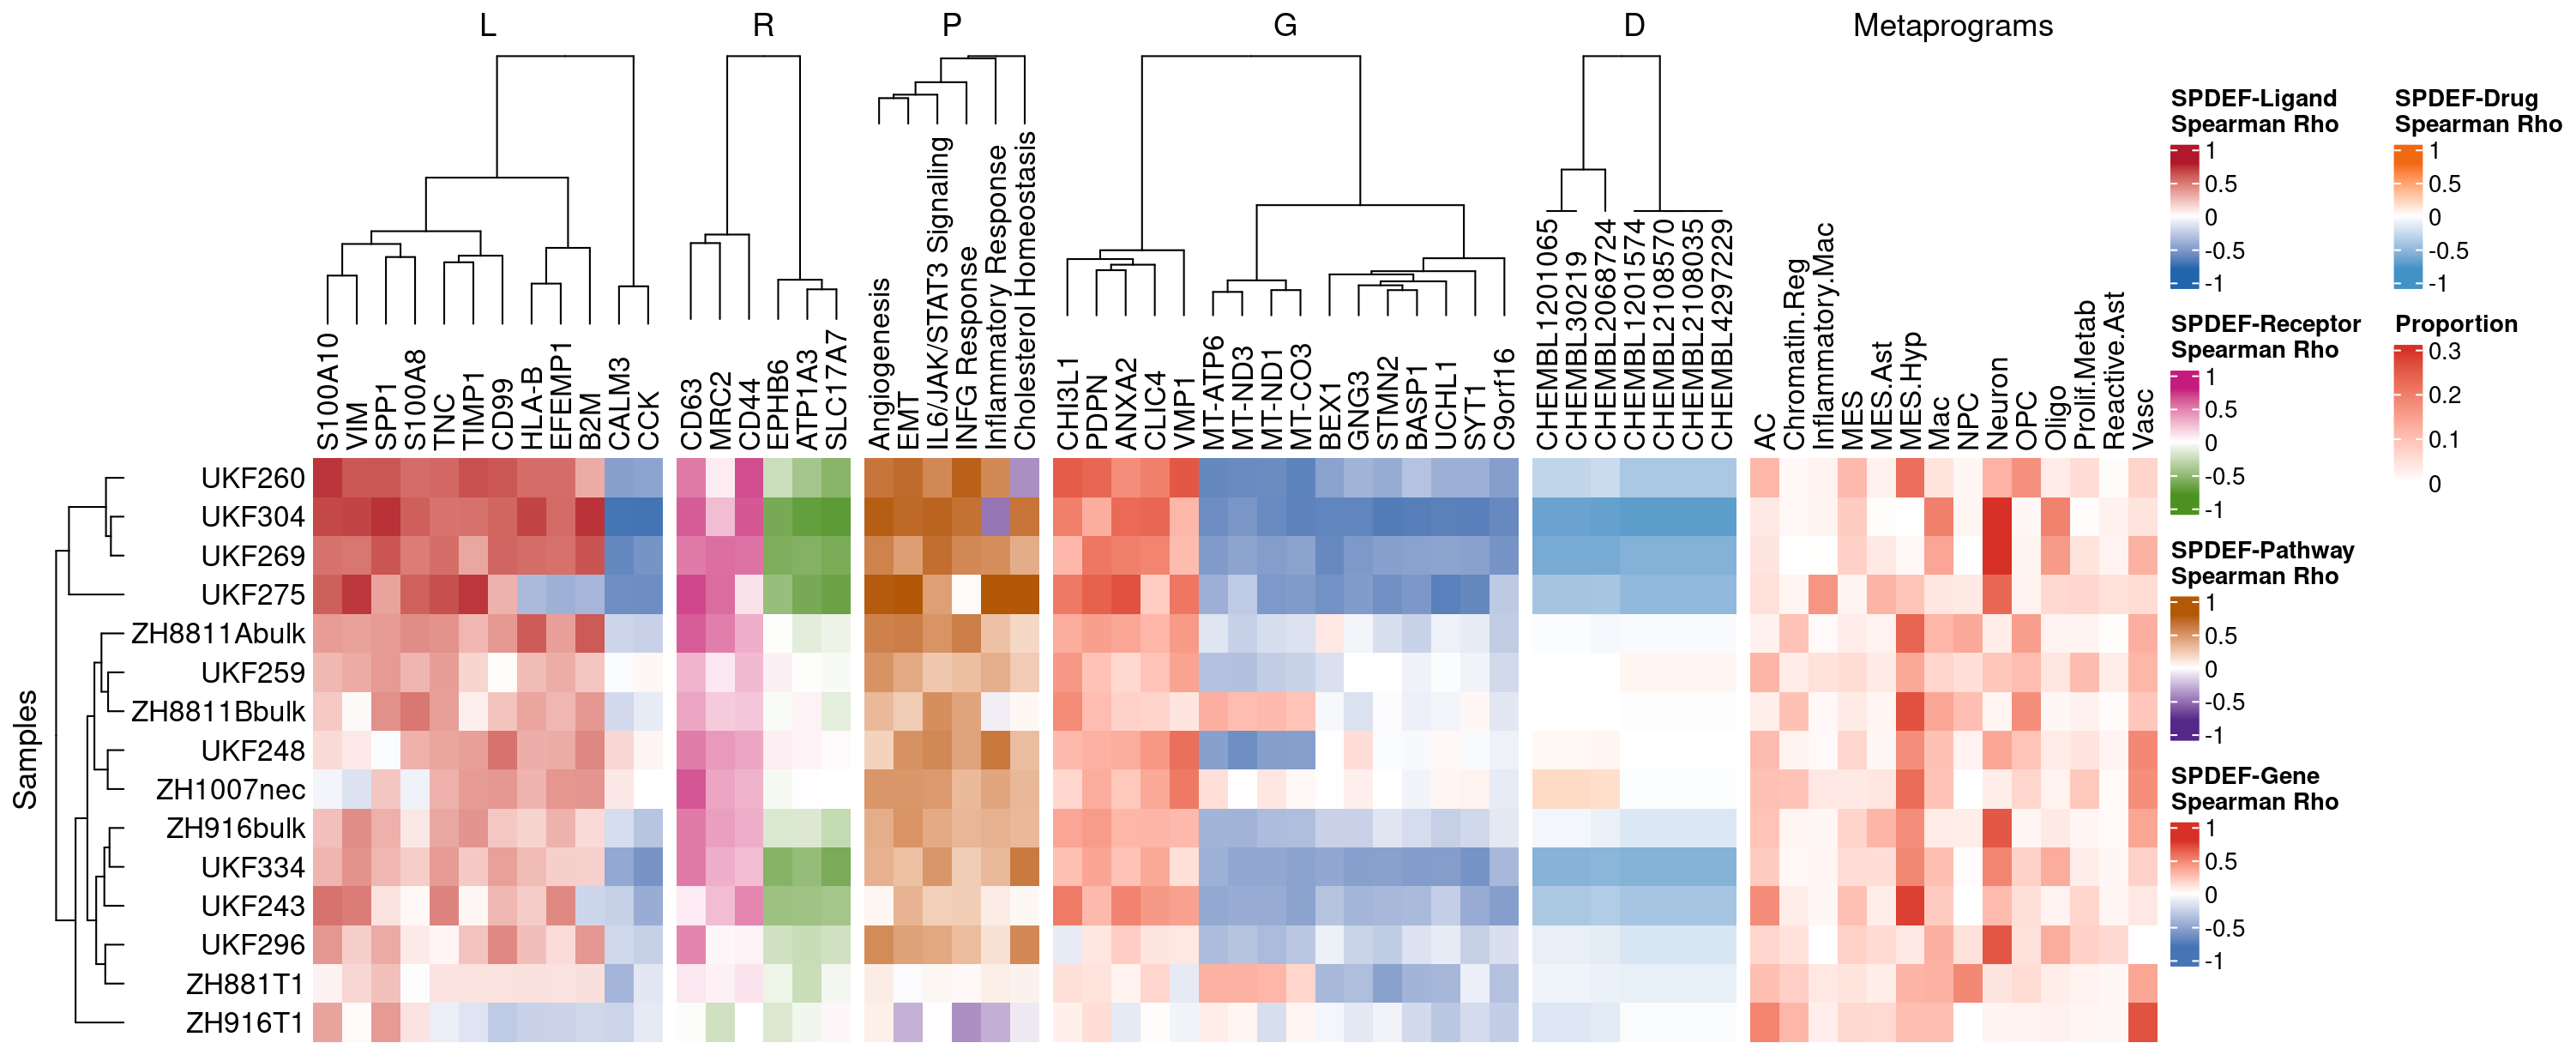 L R P G D Metaprograms
S100A10
VIM
SPP1
S100A8
TNC
TIMP1
CD99
HLA-B
EFEMP1
B2M
CALM3
CCK
CD63
MRC2
CD44
EPHB6
ATP1A3
SLC17A7
Angiogenesis
EMT
IL6/JAK/STAT3 Signaling
INFG Response
Inflammatory Response
Cholesterol Homeostasis
CHI3L1
PDPN
ANXA2
CLIC4
VMP1
MT-ATP6
MT-ND3
MT-ND1
MT-CO3
BEX1
GNG3
STMN2
BASP1
UCHL1
SYT1
C9orf16
CHEMBL1201065
CHEMBL30219
CHEMBL2068724
CHEMBL1201574
CHEMBL2108570
CHEMBL2108035
CHEMBL4297229
AC
Chromatin.Reg
Inflammatory.Mac
MES
MES.Ast
MES.Hyp
Mac
NPC
Neuron
OPC
Oligo
Prolif.Metab
Reactive.Ast
Vasc
Samples
UKF260
UKF304
UKF269
UKF275
ZH8811Abulk
UKF259
ZH8811Bbulk
UKF248
ZH1007nec
ZH916bulk
UKF334
UKF243
UKF296
ZH881T1
ZH916T1
SPDEF-Ligand
Spearman Rho
1
0.5
0
-0.5
-1
SPDEF-Receptor
Spearman Rho
1
0.5
0
-0.5
-1
SPDEF-Pathway
Spearman Rho
1
0.5
0
-0.5
-1
SPDEF-Gene
Spearman Rho
1
0.5
0
-0.5
-1
SPDEF-Drug
Spearman Rho
1
0.5
0
-0.5
-1
Proportion
0.3
0.2
0.1
0